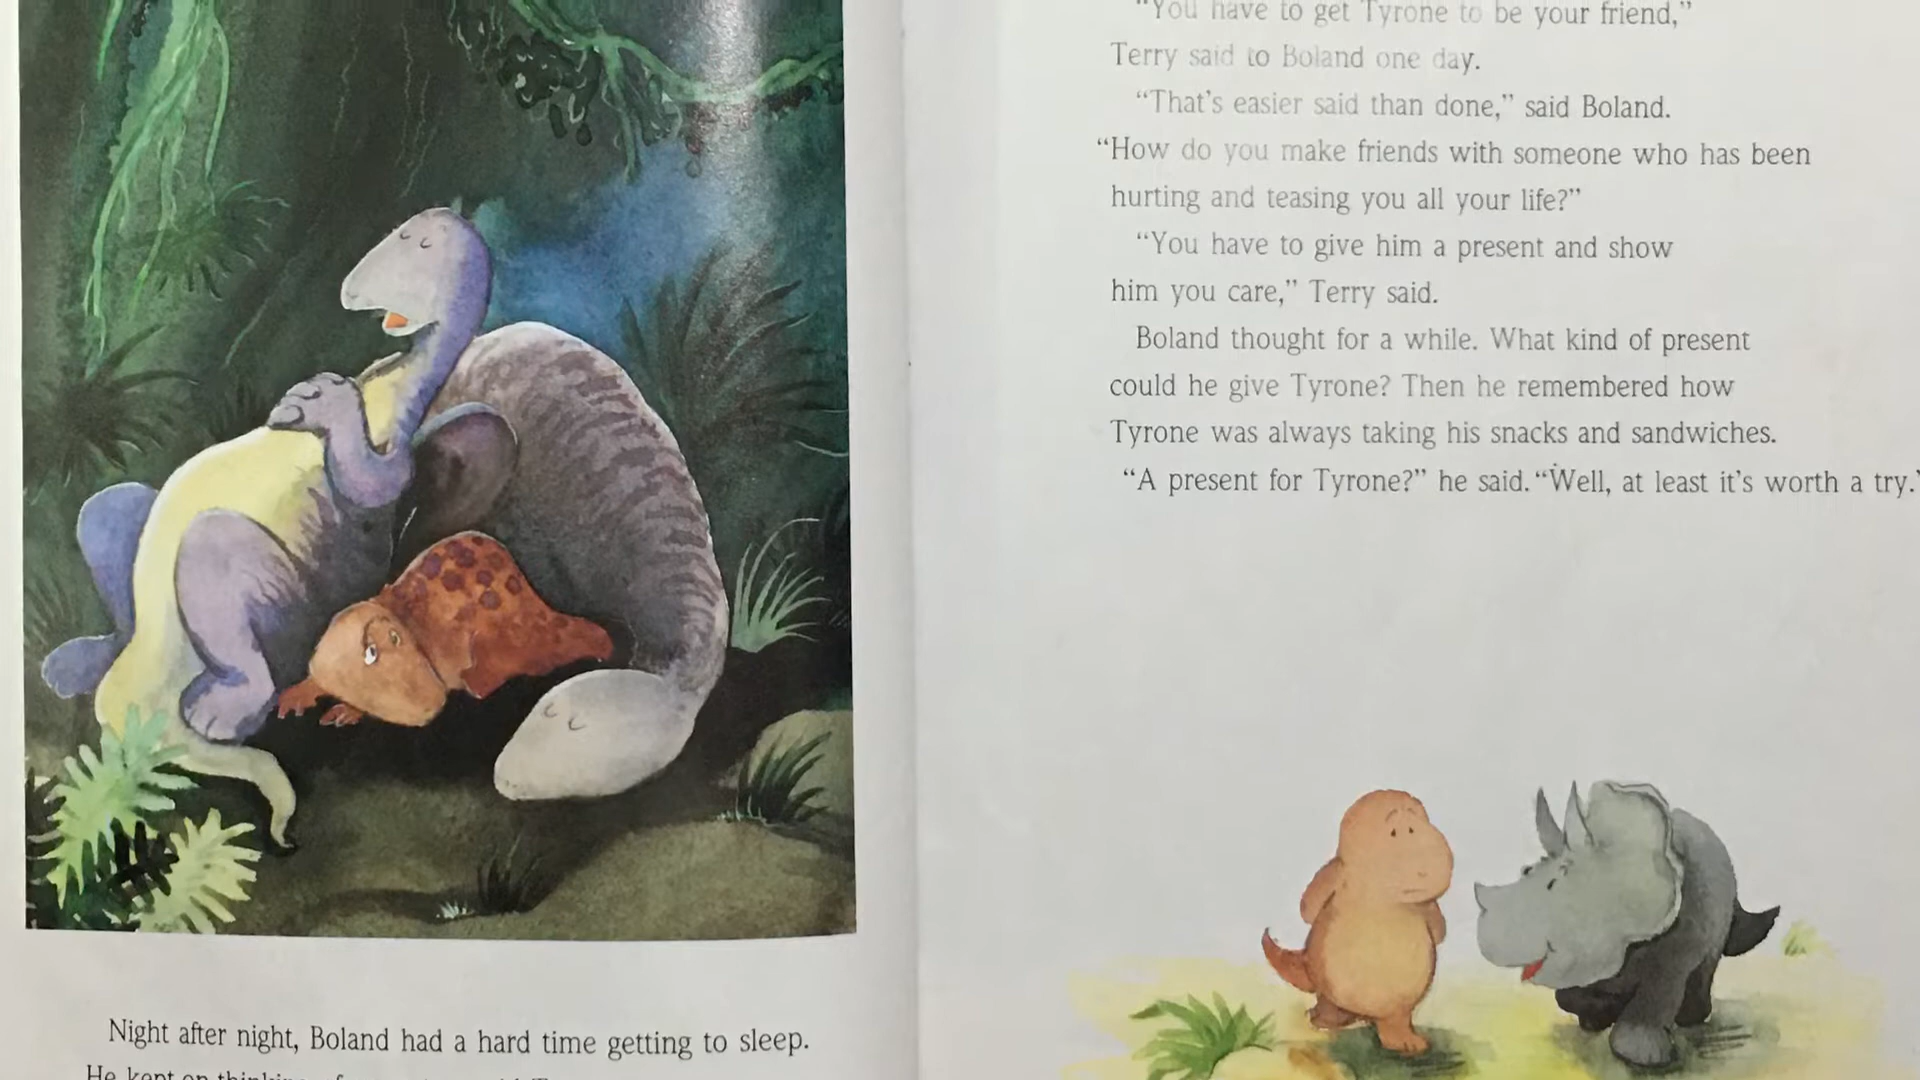 Night after night, Boland had a hard time getting to sleep.
He kept on thinking
"You have to get Tyrone to be your friend,"
Terry said to Boland one day.
"That's easier said than done," said Boland.
"How do you make friends with someone who has been
hurting and teasing you all your life?"
"You have to give him a present and show
him you care," Terry said.
Boland thought for a while. What kind of present
could he give Tyrone? Then he remembered how
Tyrone was always taking his snacks and sandwiches.
"A present for Tyrone?" he said. "Well, at least it's worth a try."